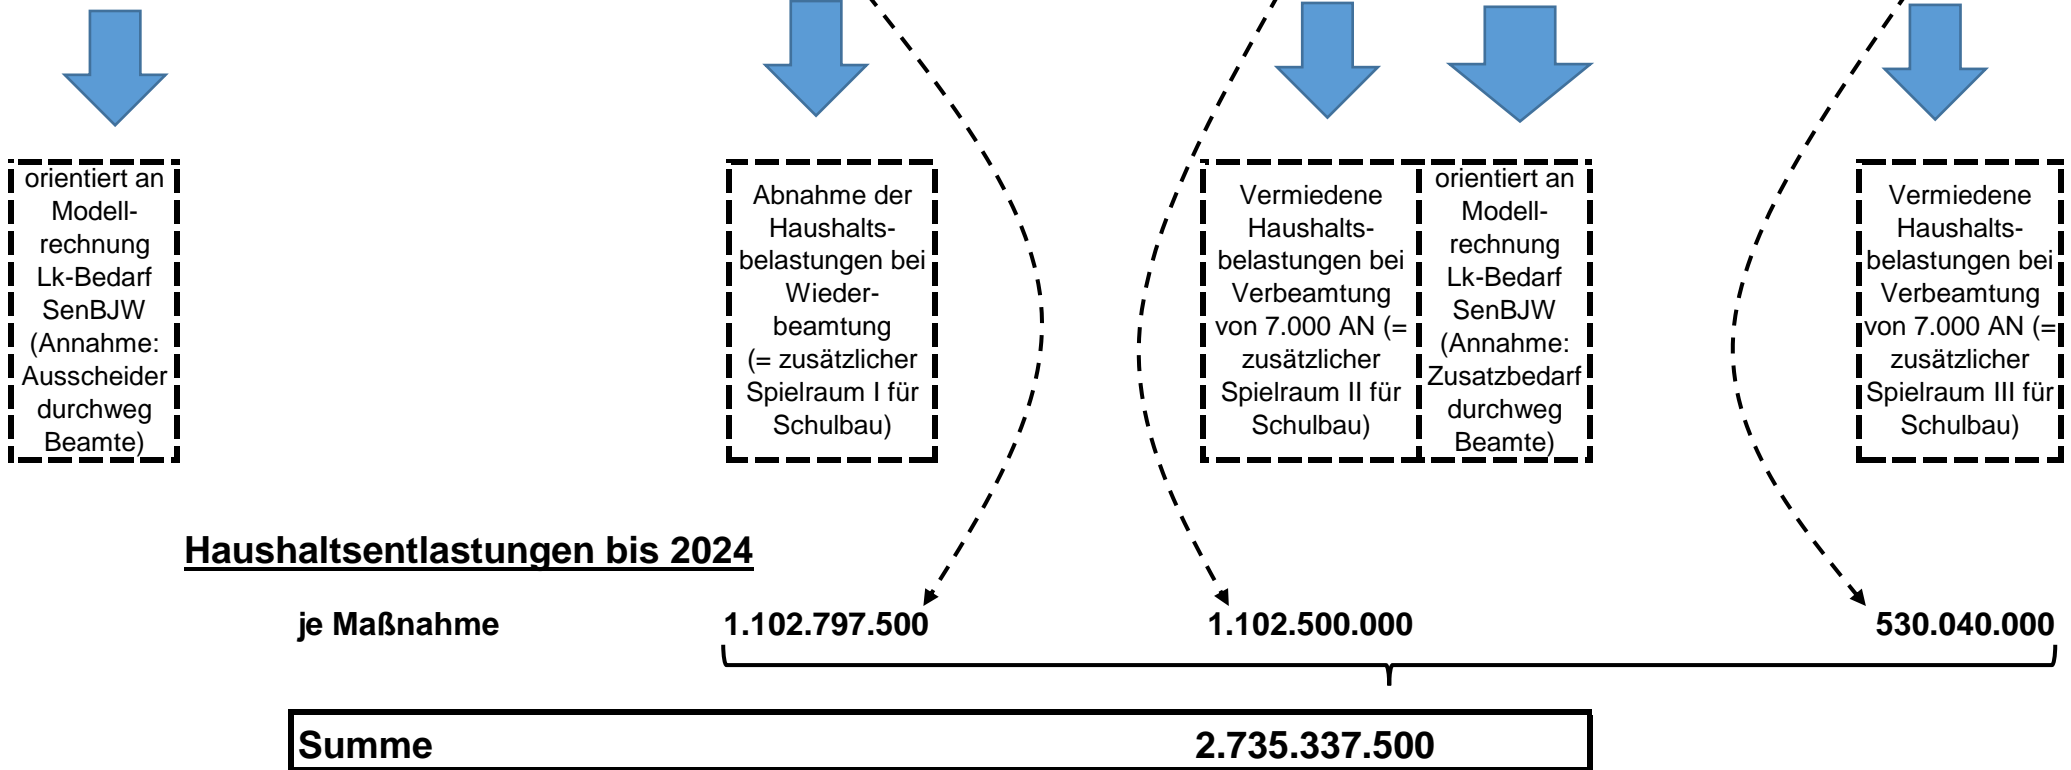 orientiert an
Modell-
rechnung
Lk-Bedarf
SenBJW
(Annahme:
Ausscheider
durchweg
Beamte)
Abnahme der
Haushalts-
belastungen bei
Wieder-
beamtung
(= zusätzlicher
Spielraum I für
Schulbau)
Vermiedene
Haushalts-
belastungen bei
Verbeamtung
von 7.000 AN (=
zusätzlicher
Spielraum II für
Schulbau)
orientiert an
Modell-
rechnung
Lk-Bedarf
SenBJW
(Annahme:
Zusatzbedarf
durchweg
Beamte)
Vermiedene
Haushalts-
belastungen bei
Verbeamtung
von 7.000 AN (=
zusätzlicher
Spielraum III für
Schulbau)
Haushaltsentlastungen bis 2024
je Maßnahme 1.102.797.500 1.102.500.000 530.040.000
Summe 2.735.337.500